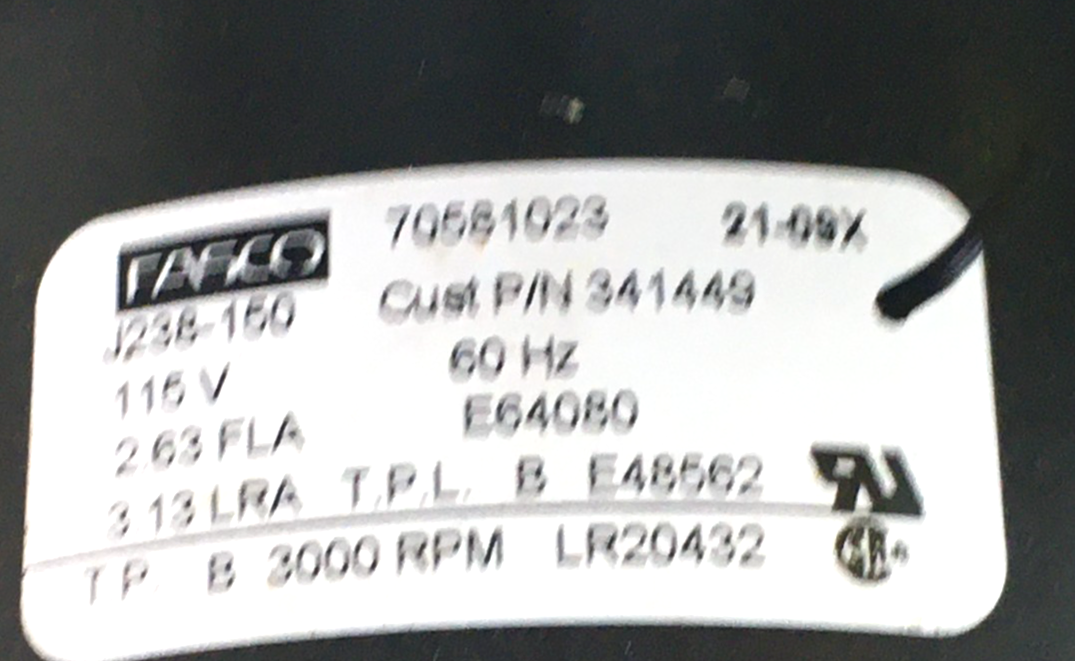 FASCO 70581023 21-09X
J238-150 Cust P/N 341449
115 V 60 Hz
2.63 FLA E64080
3.13 LRA T.P.L. B E48562
T.P. B 3000 RPM LR20432